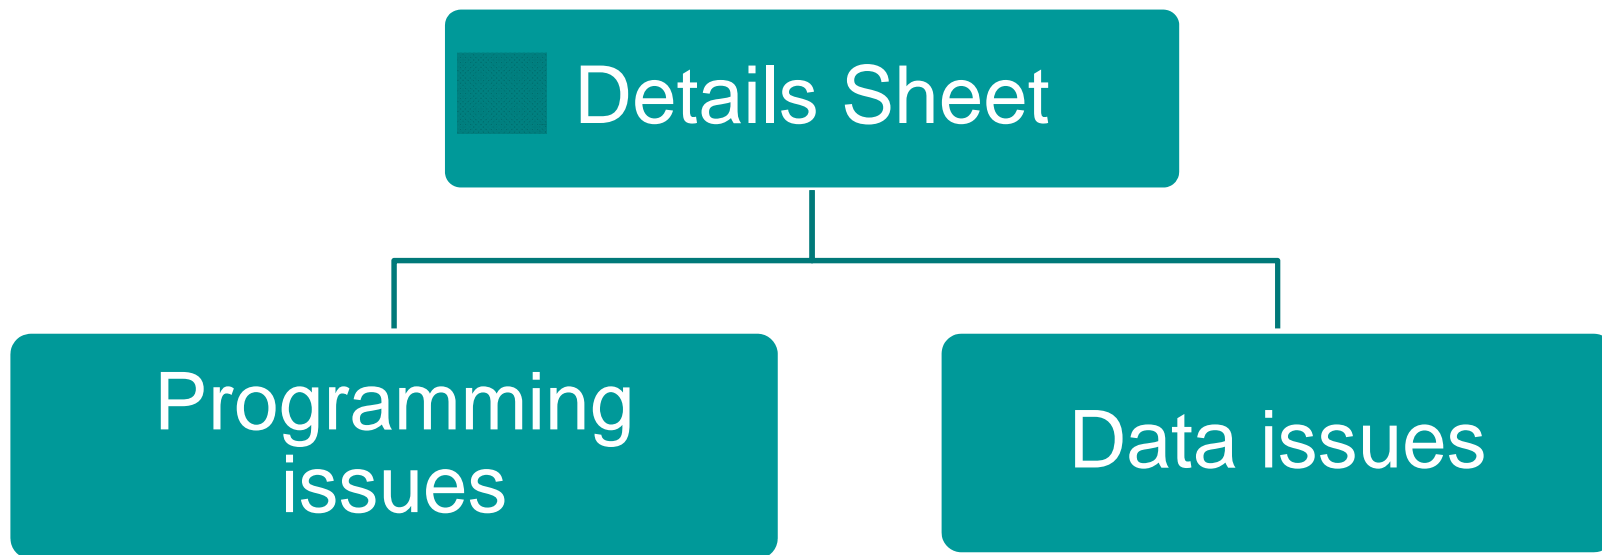 Details Sheet
Programming
issues
Data issues